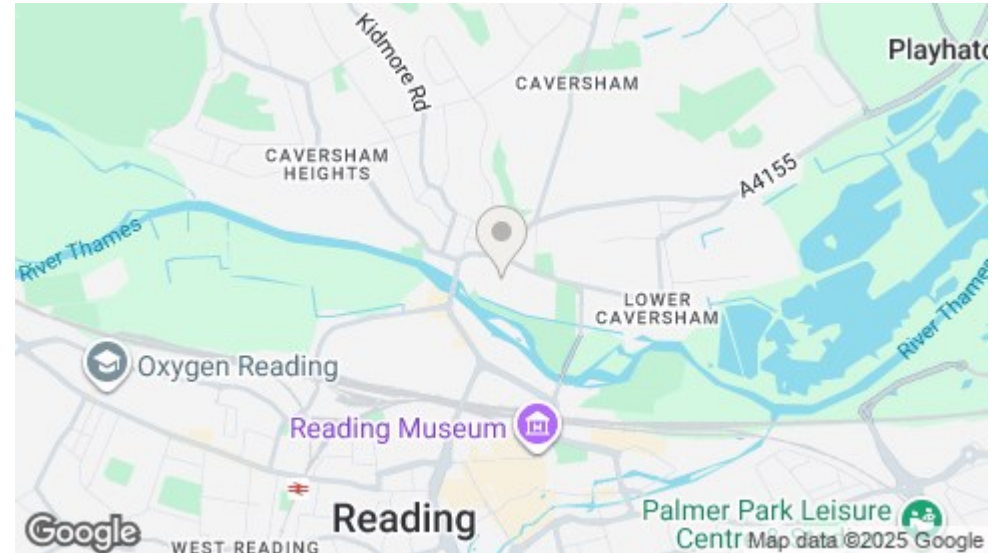 Kidmore Rd
CAVERSHAM
Playhatc
CAVERSHAM
HEIGHTS
A4155
River Thames
LOWER
CAVERSHAM
River Thames
Oxygen Reading
Reading Museum
Reading
Palmer Park Leisure
Centr
Google
WEST READING
Map data ©2025 Google